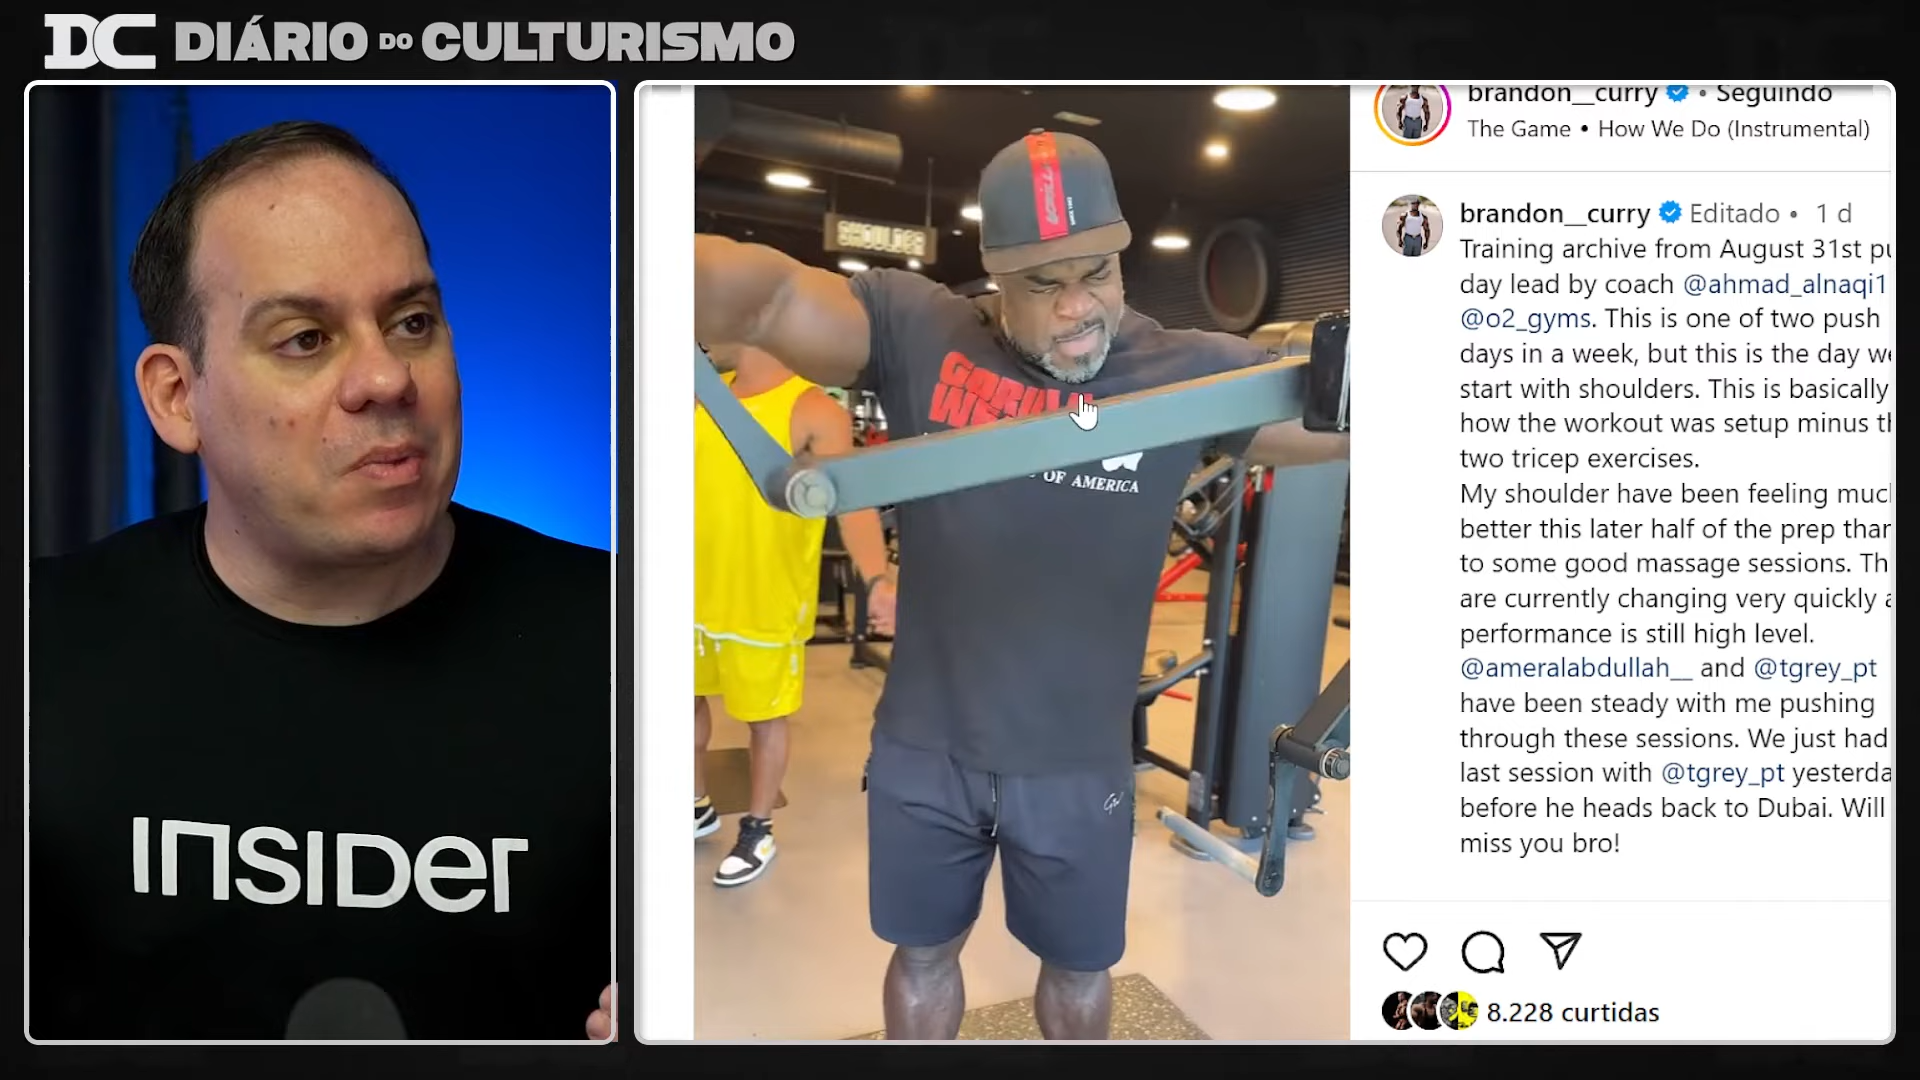 DC DIÁRIO DO CULTURISMO
INSIDER
SHOULDER
OF AMERICA
brandon__curry • Seguindo
The Game • How We Do (Instrumental)
brandon__curry Editado • 1 d
Training archive from August 31st
day lead by coach @ahmad_alnaqi1
@o2_gyms. This is one of two push
days in a week, but this is the day
start with shoulders. This is basically
how the workout was setup minus
two tricep exercises.
My shoulder have been feeling
better this later half of the prep
to some good massage sessions.
are currently changing very quickly
performance is still high level.
@ameralabdullah__ and @tgrey_pt
have been steady with me pushing
through these sessions. We just had
last session with @tgrey_pt
before he heads back to Dubai. Will
miss you bro!
8.228 curtidas